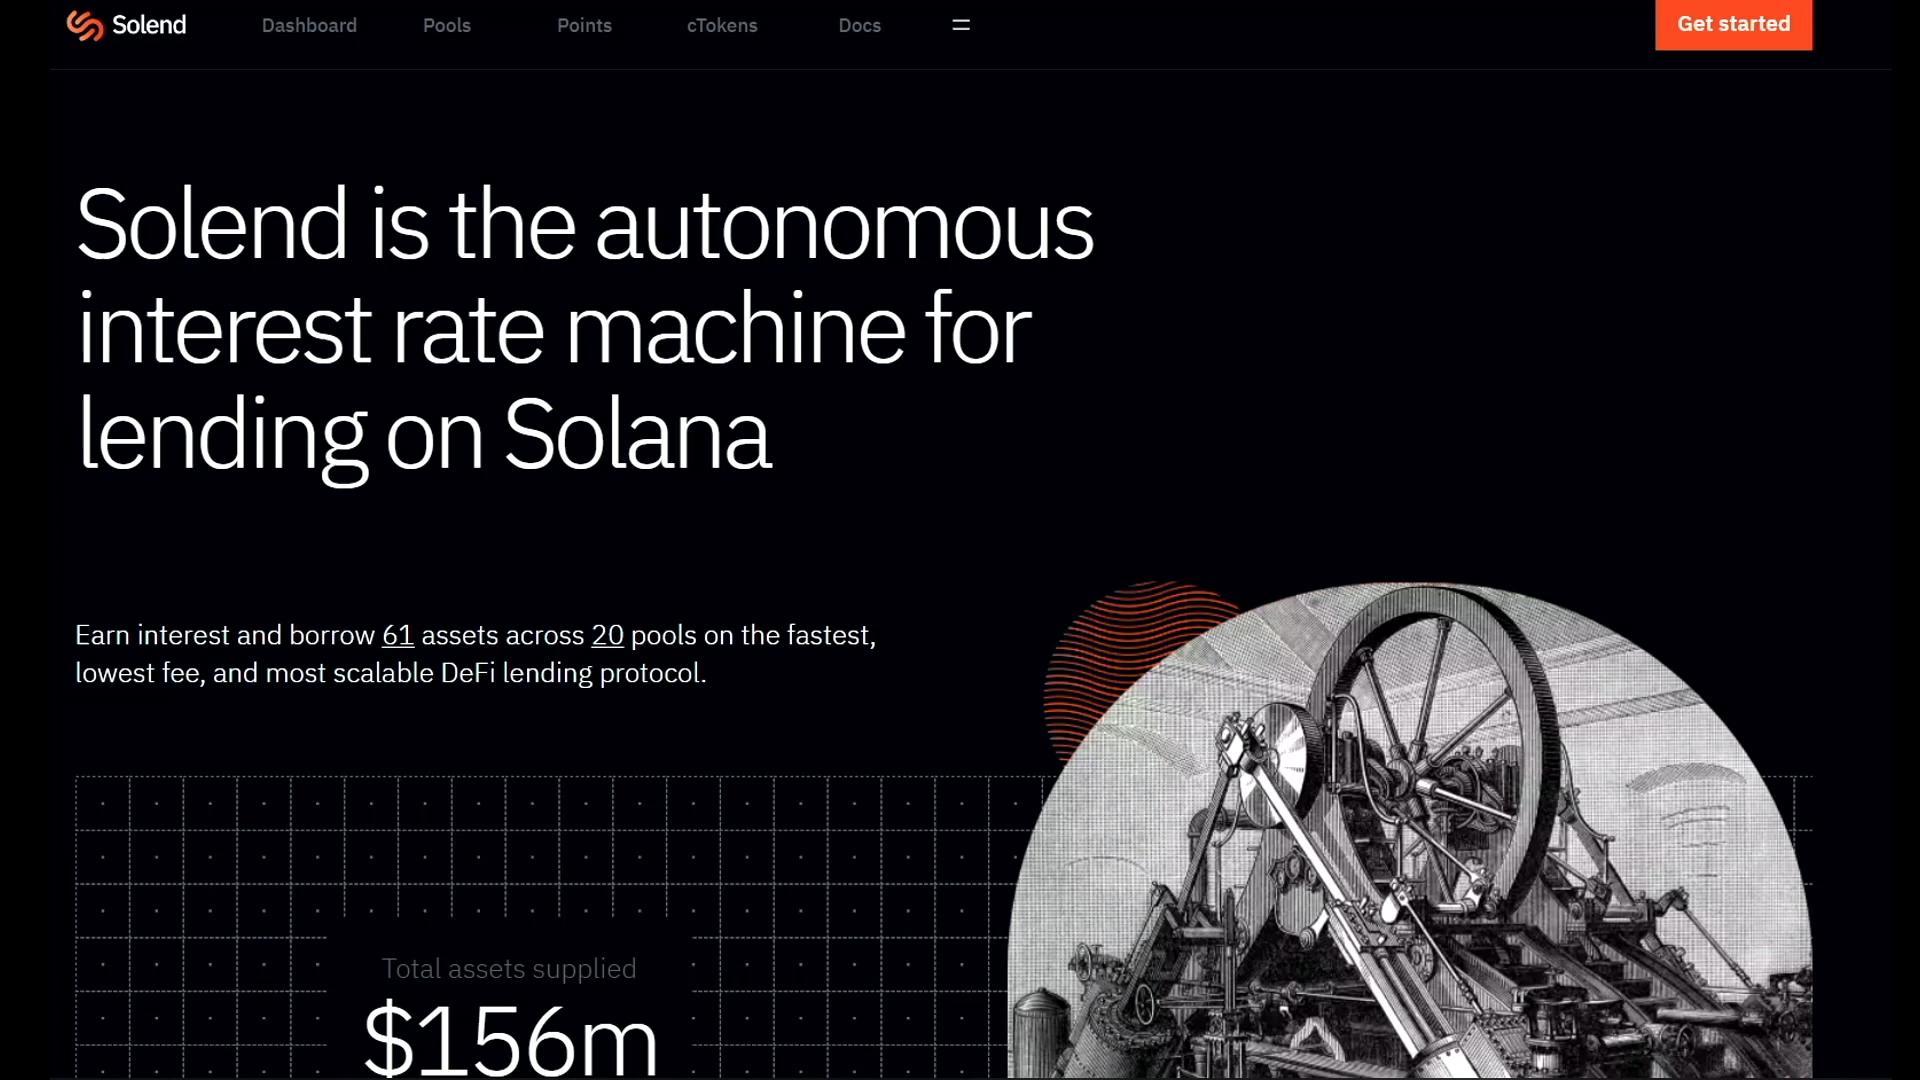 Solend
Dashboard
Pools
Points
cTokens
Docs
Get started
Solend is the autonomous
interest rate machine for
lending on Solana
Earn interest and borrow 61 assets across 20 pools on the fastest,
lowest fee, and most scalable DeFi lending protocol.
Total assets supplied
$156m